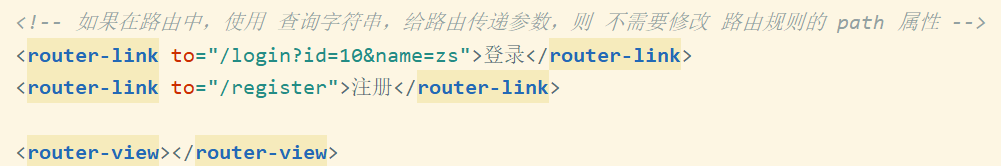 <!-- 如果在路由中，使用 查询字符串，给路由传递参数，则 不需要修改 路由规则的 path 属性 -->
<router-link to="/login?id=10&name=zs">登录</router-link>
<router-link to="/register">注册</router-link>
<router-view></router-view>